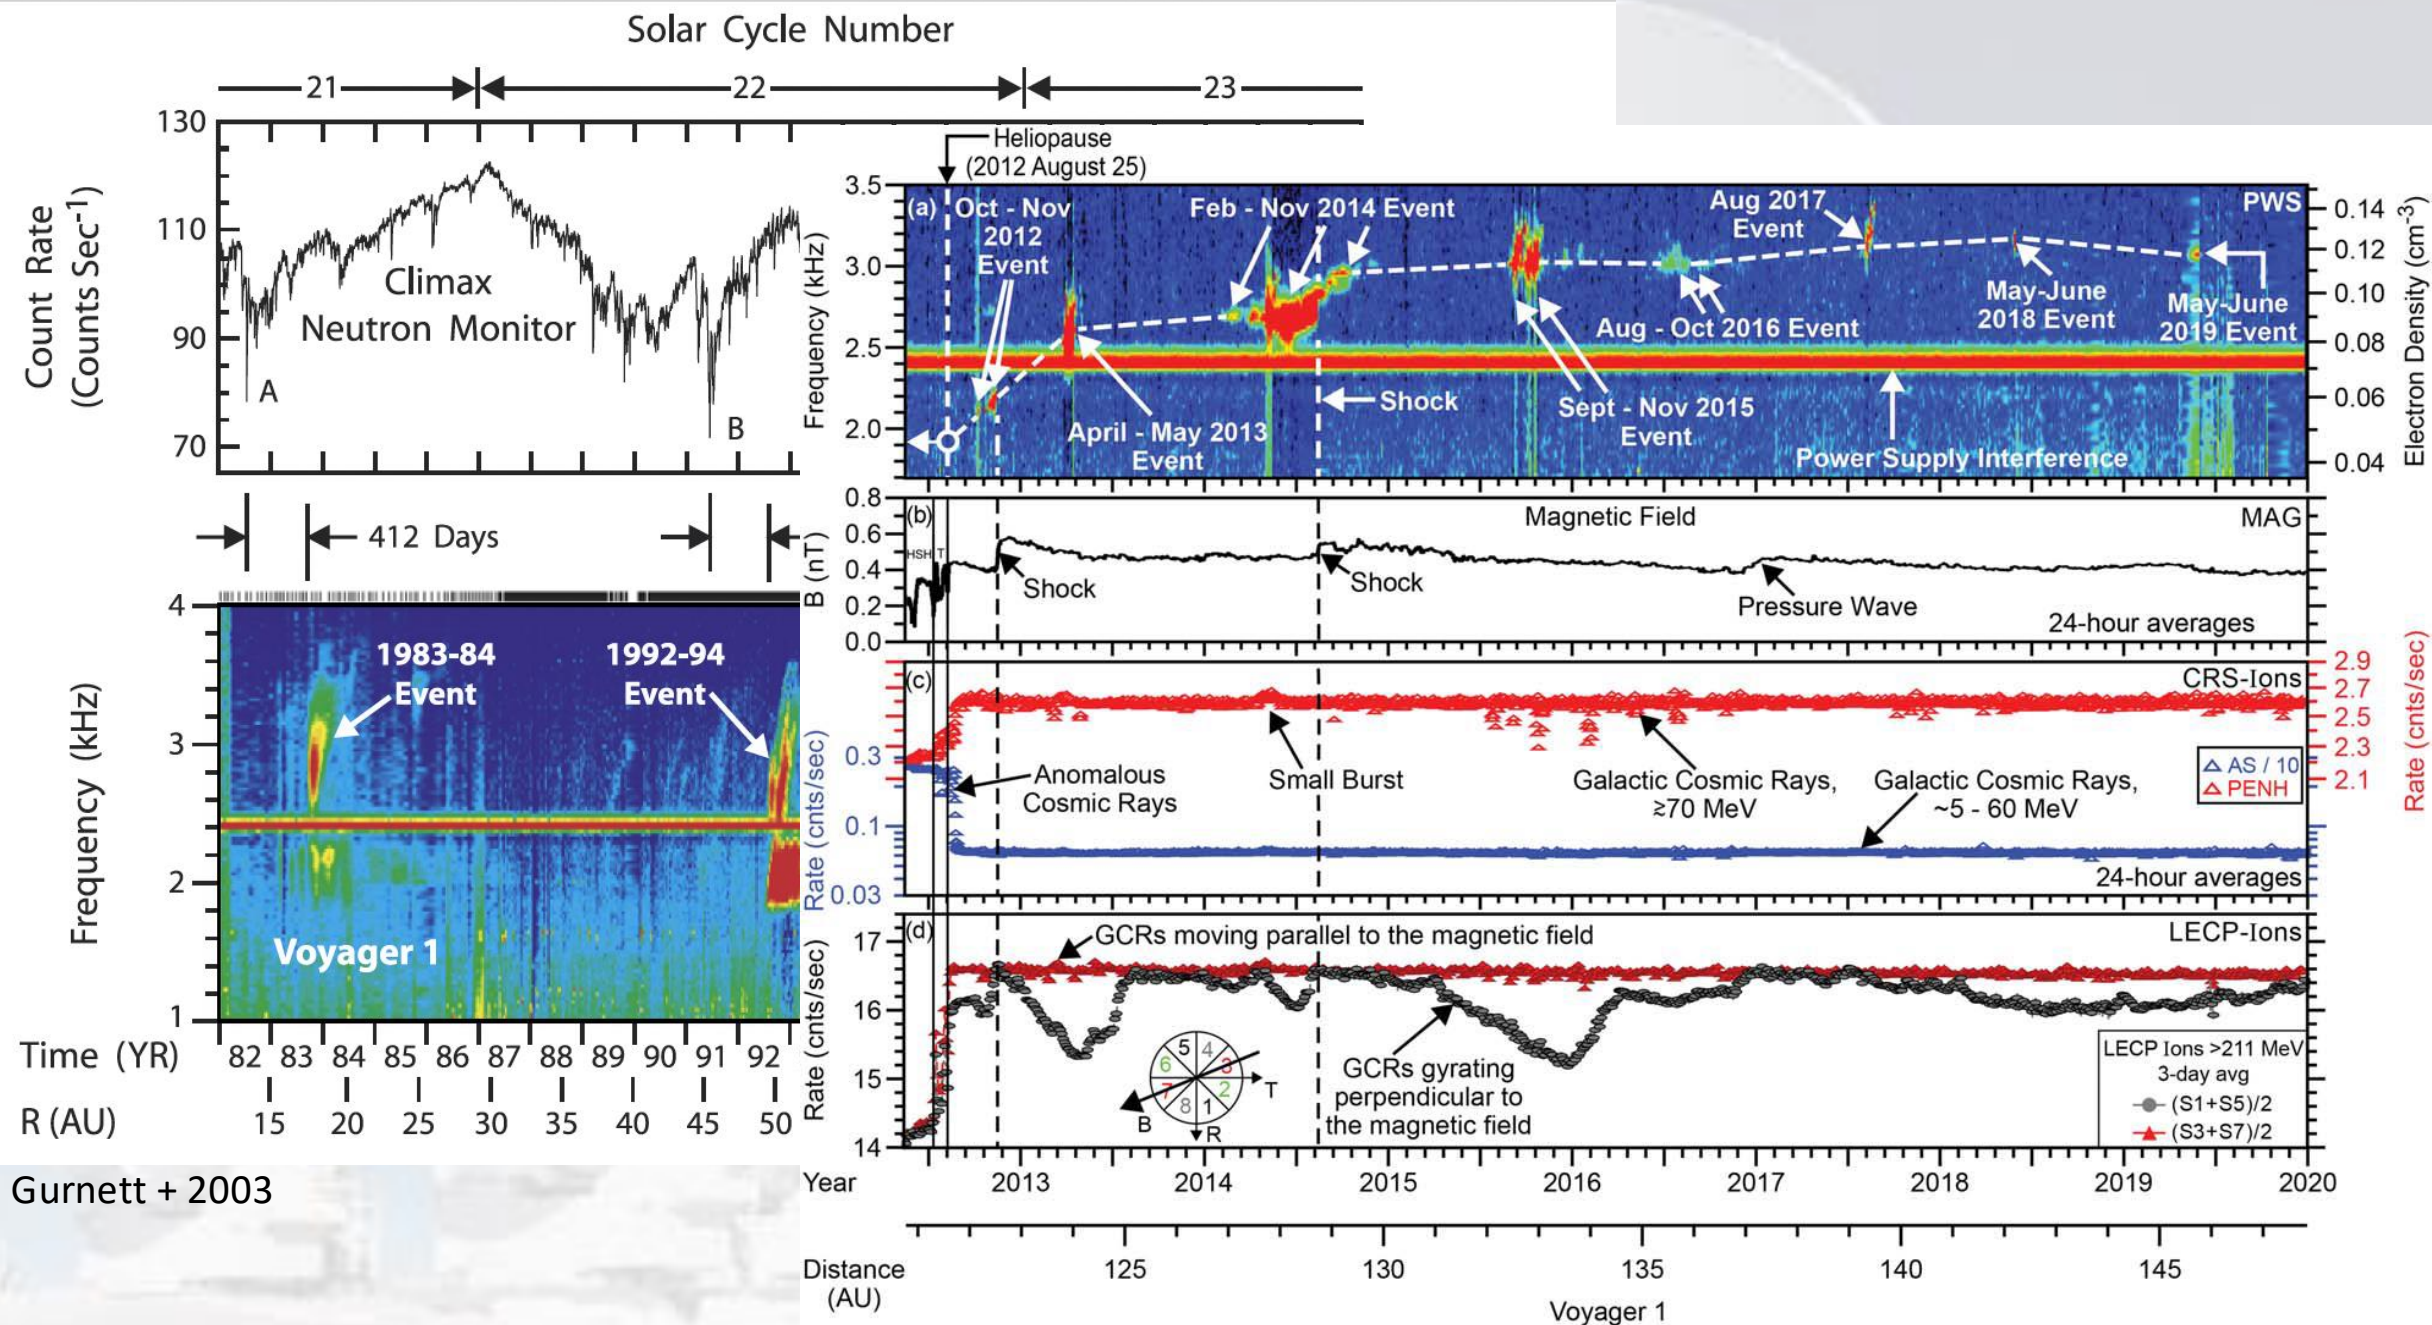 Solar Cycle Number
21
22
23
130
110
90
70
Count Rate
(Counts Sec-1)
Climax
Neutron Monitor
A
B
412 Days
4
3
2
1
Frequency (kHz)
1983-84
Event
1992-94
Event
Voyager 1
Time (YR) 82 83 84 85 86 87 88 89 90 91 92
R (AU) 15 20 25 30 35 40 45 50
Gurnett + 2003
Heliopause
(2012 August 25)
3.5
3.0
2.5
2.0
Frequency (kHz)
(a)
PWS
Oct - Nov
2012
Event
Feb - Nov 2014 Event
Aug 2017
Event
April - May 2013
Event
Shock
Sept - Nov 2015
Event
Aug - Oct 2016 Event
May-June
2018 Event
May-June
2019 Event
Power Supply Interference
0.14
0.12
0.10
0.08
0.06
0.04
Electron Density (cm-3)
0.8
0.6
0.4
0.2
0.0
B (nT)
(b)
Magnetic Field
MAG
HSH T
Shock
Shock
Pressure Wave
24-hour averages
(c)
CRS-Ions
0.3
0.1
0.03
Rate (cnts/sec)
2.9
2.7
2.5
2.3
2.1
Rate (cnts/sec)
Anomalous
Cosmic Rays
Small Burst
Galactic Cosmic Rays,
≳70 MeV
Galactic Cosmic Rays,
~5 - 60 MeV
AS / 10
PENH
24-hour averages
(d)
LECP-Ions
17
16
15
14
Rate (cnts/sec)
GCRs moving parallel to the magnetic field
GCRs gyrating
perpendicular to
the magnetic field
5 4
6 3
7 2
8 1
T
B
R
LECP Ions >211 MeV
3-day avg
(S1+S5)/2
(S3+S7)/2
Year 2013 2014 2015 2016 2017 2018 2019 2020
Distance
(AU)
125 130 135 140 145
Voyager 1